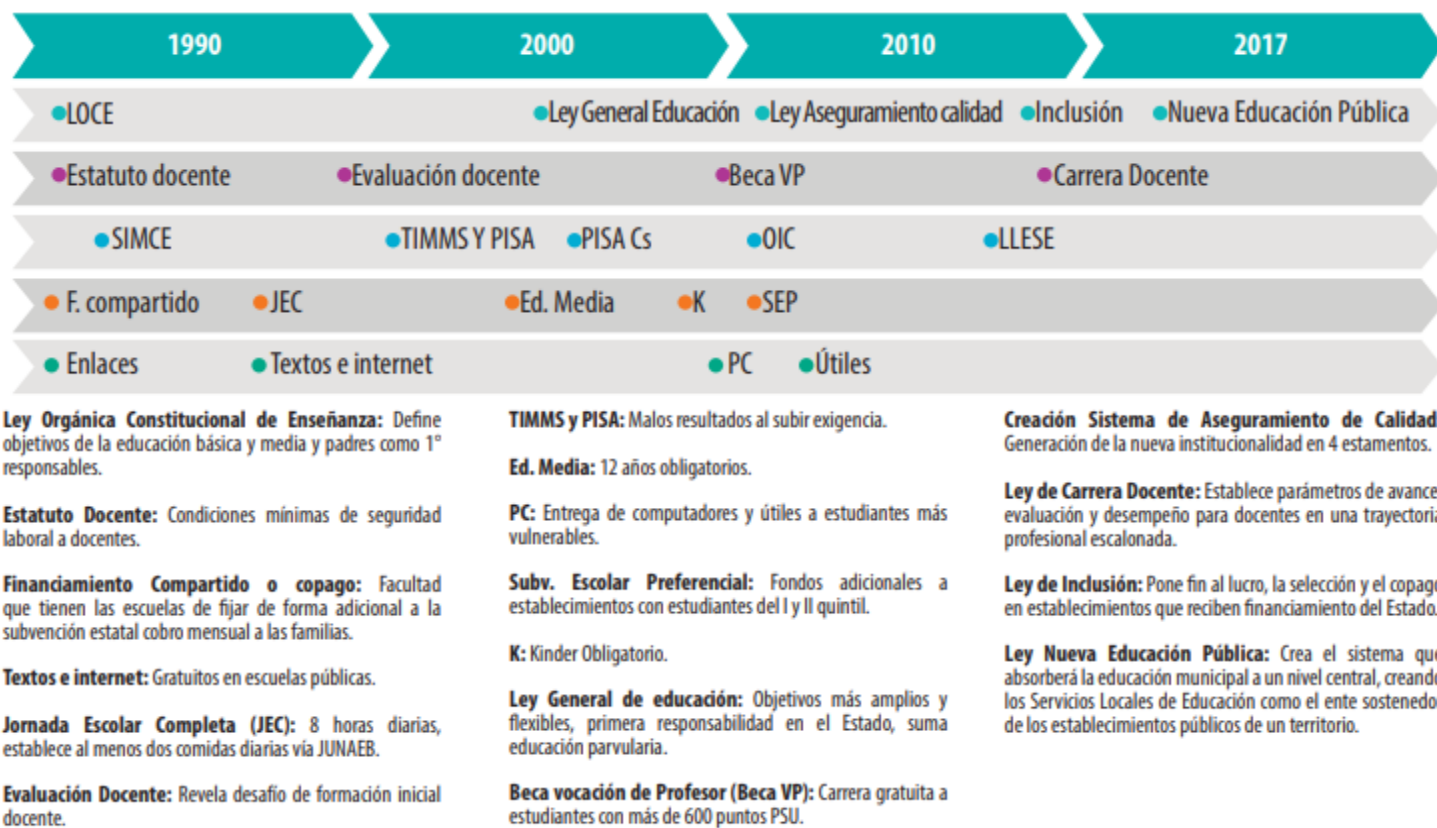 1990 2000 2010 2017
LOCE Ley General Educación Ley Aseguramiento calidad Inclusión Nueva Educación Pública
Estatuto docente Evaluación docente Beca VP Carrera Docente
SIMCE TIMMS Y PISA PISA Cs OIC LLESE
F. compartido JEC Ed. Media K SEP
Enlaces Textos e internet PC Útiles
Ley Orgánica Constitucional de Enseñanza: Define
objetivos de la educación básica y media y padres como 1°
responsables.
Estatuto Docente: Condiciones mínimas de seguridad
laboral a docentes.
Financiamiento Compartido o copago: Facultad
que tienen las escuelas de fijar de forma adicional a la
subvención estatal cobro mensual a las familias.
Textos e internet: Gratuitos en escuelas públicas.
Jornada Escolar Completa (JEC): 8 horas diarias,
establece al menos dos comidas diarias vía JUNAEB.
Evaluación Docente: Revela desafío de formación inicial
docente.
TIMMS y PISA: Malos resultados al subir exigencia.
Ed. Media: 12 años obligatorios.
PC: Entrega de computadores y útiles a estudiantes más
vulnerables.
Subv. Escolar Preferencial: Fondos adicionales a
establecimientos con estudiantes del I y II quintil.
K: Kinder Obligatorio.
Ley General de educación: Objetivos más amplios y
flexibles, primera responsabilidad en el Estado, suma
educación parvularia.
Beca vocación de Profesor (Beca VP): Carrera gratuita a
estudiantes con más de 600 puntos PSU.
Creación Sistema de Aseguramiento de Calidad
Generación de la nueva institucionalidad en 4 estamentos.
Ley de Carrera Docente: Establece parámetros de avance
evaluación y desempeño para docentes en una trayectoria
profesional escalonada.
Ley de Inclusión: Pone fin al lucro, la selección y el copago
en establecimientos que reciben financiamiento del Estado.
Ley Nueva Educación Pública: Crea el sistema que
absorberá la educación municipal a un nivel central, creando
los Servicios Locales de Educación como el ente sostenedo
de los establecimientos públicos de un territorio.